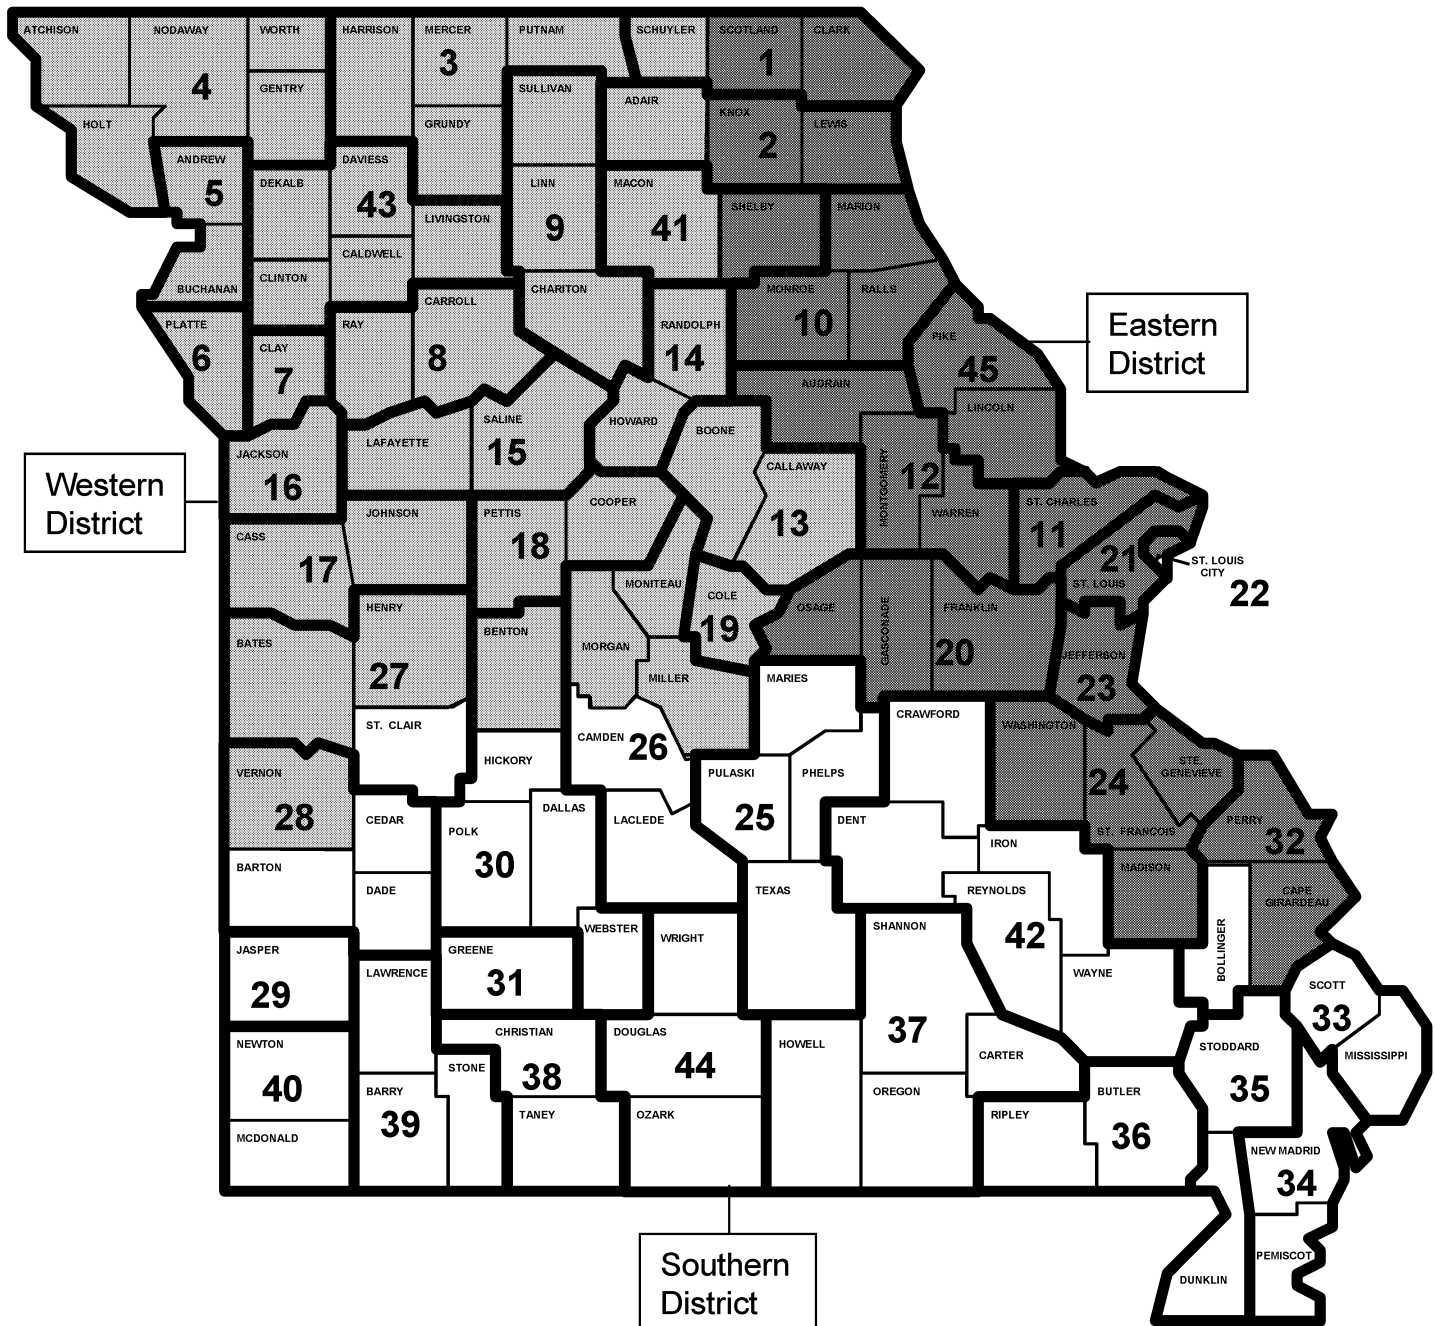 ATCHISON
NODAWAY
WORTH
HARRISON
MERCER
PUTNAM
SCHUYLER
SCOTLAND
CLARK
3
1
4
GENTRY
SULLIVAN
ADAIR
HOLT
GRUNDY
KNOX
LEWIS
2
ANDREW
DAVIESS
5
DEKALB
43
LINN
MACON
LIVINGSTON
9
41
SHELBY
MARION
CALDWELL
CLINTON
BUCHANAN
CARROLL
CHARITON
MONROE
RALLS
PLATTE
RAY
RANDOLPH
10
6
CLAY
8
14
PIKE
Eastern
District
7
45
AUDRAIN
LINCOLN
SALINE
HOWARD
BOONE
LAFAYETTE
15
JACKSON
CALLAWAY
MONTGOMERY
12
Western
District
16
COOPER
ST. CHARLES
JOHNSON
PETTIS
WARREN
13
11
CASS
18
17
21
ST. LOUIS
CITY
MONITEAU
ST. LOUIS
22
COLE
HENRY
OSAGE
GASCONADE
FRANKLIN
19
BENTON
BATES
MORGAN
20
JEFFERSON
27
MILLER
MARIES
23
CRAWFORD
ST. CLAIR
WASHINGTON
CAMDEN
26
HICKORY
STE.
GENEVIEVE
VERNON
PULASKI
PHELPS
24
28
DALLAS
CEDAR
POLK
LACLEDE
25
DENT
PERRY
ST. FRANCOIS
32
IRON
30
BARTON
MADISON
DADE
TEXAS
REYNOLDS
CAPE
GIRARDEAU
WEBSTER
WRIGHT
SHANNON
42
JASPER
GREENE
BOLLINGER
LAWRENCE
31
WAYNE
29
SCOTT
33
CHRISTIAN
DOUGLAS
37
NEWTON
HOWELL
STODDARD
CARTER
MISSISSIPPI
STONE
44
38
40
35
BARRY
OREGON
BUTLER
TANEY
OZARK
RIPLEY
39
36
MCDONALD
NEW MADRID
34
PEMISCOT
Southern
District
DUNKLIN